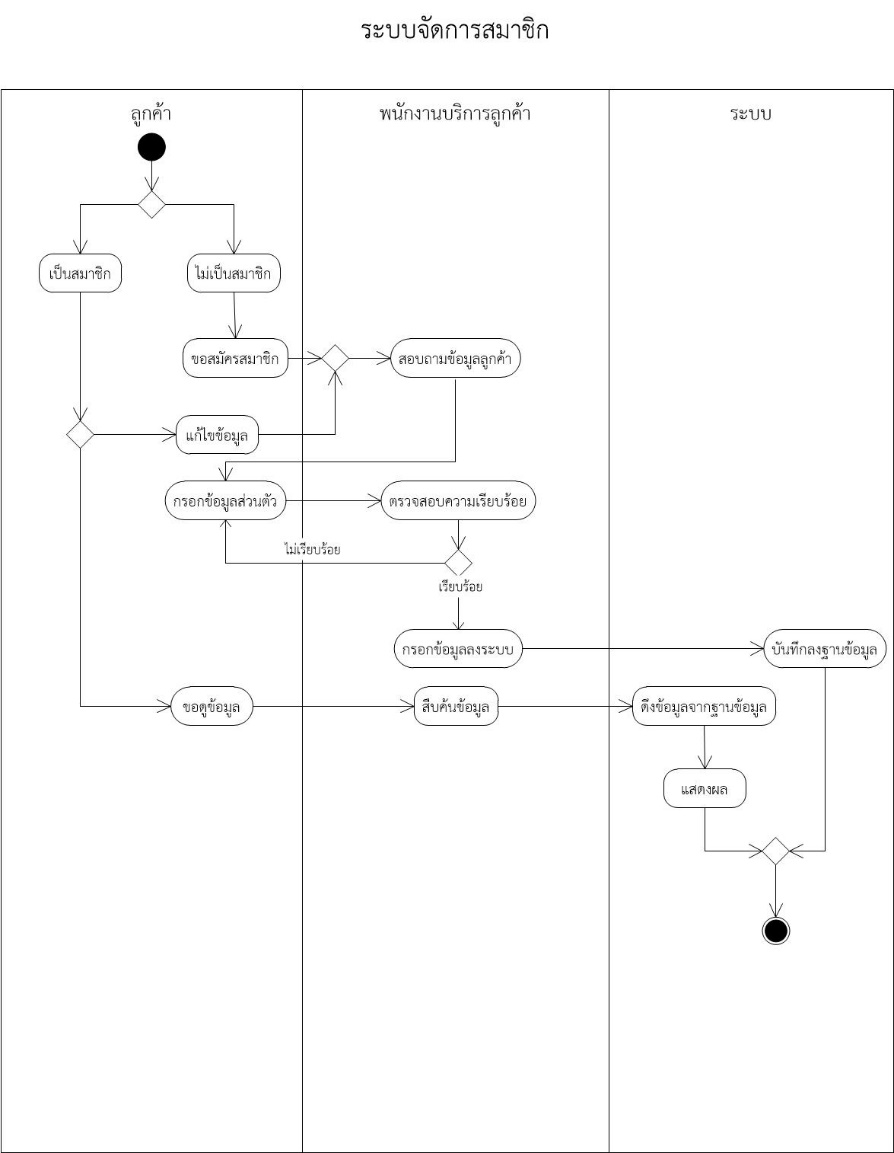 ระบบจัดการสมาชิก
ลูกค้า
พนักงานบริการลูกค้า
ระบบ
เป็นสมาชิก
ไม่เป็นสมาชิก
ขอสมัครสมาชิก
สอบถามข้อมูลลูกค้า
แก้ไขข้อมูล
กรอกข้อมูลส่วนตัว
ตรวจสอบความเรียบร้อย
ไม่เรียบร้อย
เรียบร้อย
กรอกข้อมูลลงระบบ
บันทึกลงฐานข้อมูล
ขอดูข้อมูล
สืบค้นข้อมูล
ดึงข้อมูลจากฐานข้อมูล
แสดงผล